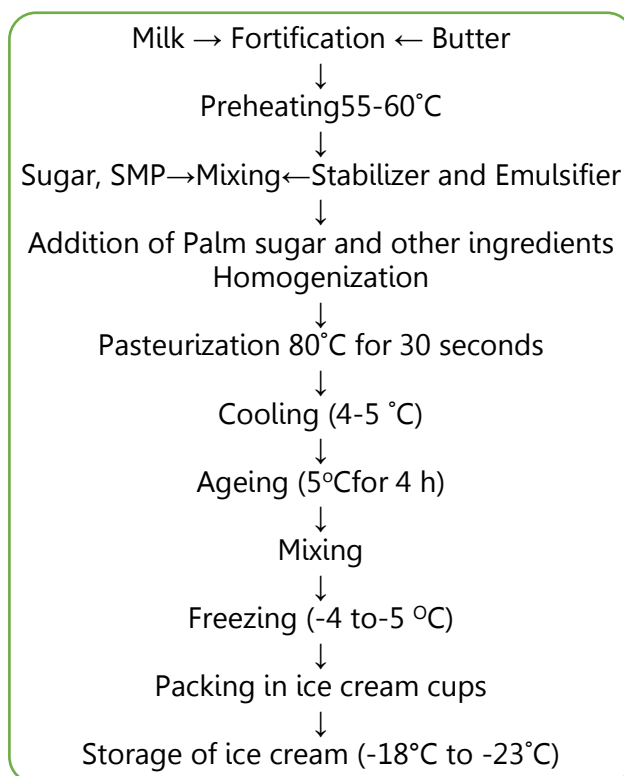 Milk → Fortification ← Butter
↓
Preheating55-60˚C
↓
Sugar, SMP→Mixing←Stabilizer and Emulsifier
↓
Addition of Palm sugar and other ingredients
Homogenization
↓
Pasteurization 80˚C for 30 seconds
↓
Cooling (4-5 ˚C)
↓
Ageing (5ᴼCfor 4 h)
↓
Mixing
↓
Freezing (-4 to-5 ᴼC)
↓
Packing in ice cream cups
↓
Storage of ice cream (-18°C to -23˚C)